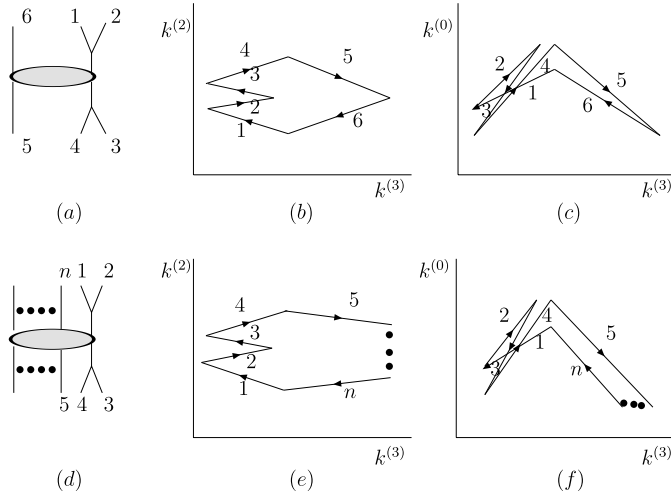 6 1 2
5 4 3
(a)
k^(2)
4 5
3
2
1 6
k^(3)
(b)
k^(0)
2 4 5
3 1 6
k^(3)
(c)
n 1 2
5 4 3
(d)
k^(2)
4 5
3
2
1 n
k^(3)
(e)
k^(0)
2 4 5
3 1
n
k^(3)
(f)